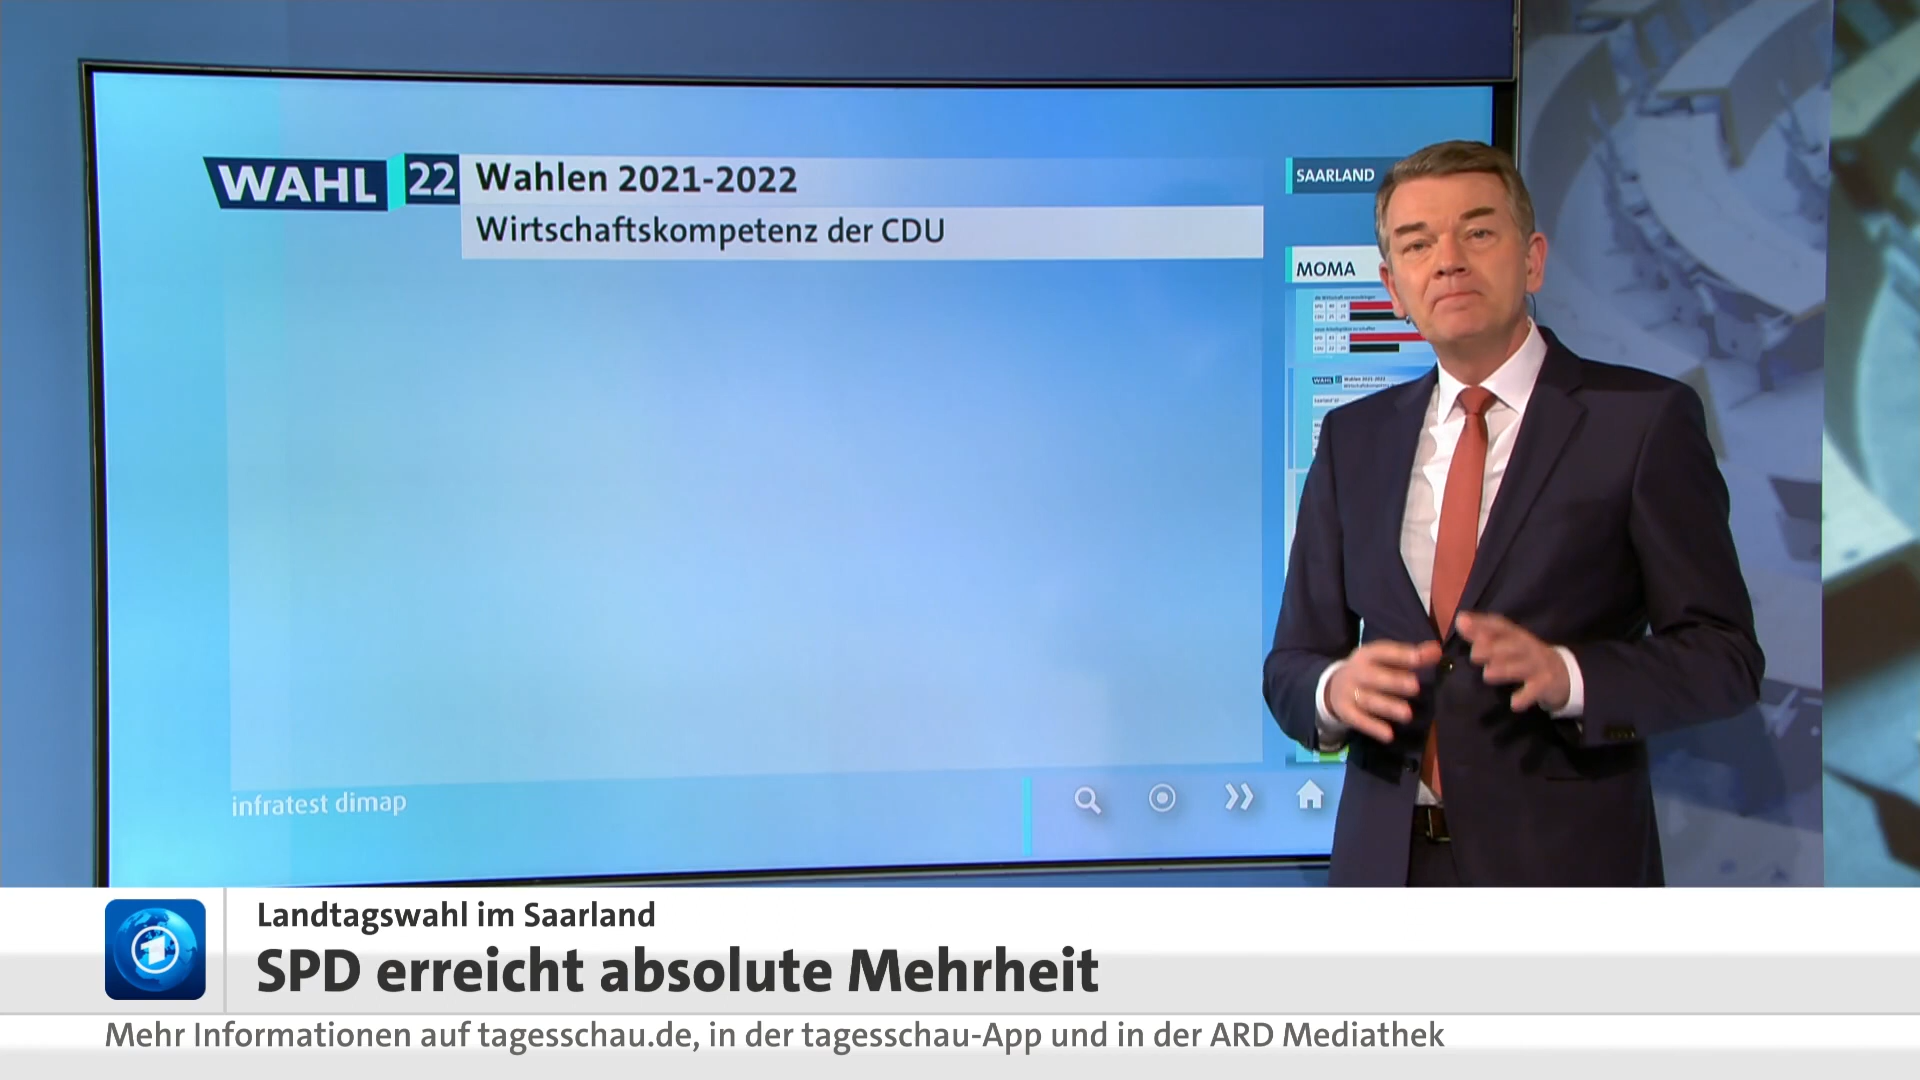 WAHL 22 Wahlen 2021-2022
Wirtschaftskompetenz der CDU
SAARLAND
MOMA
infratest dimap
1
Landtagswahl im Saarland
SPD erreicht absolute Mehrheit
Mehr Informationen auf tagesschau.de, in der tagesschau-App und in der ARD Mediathek